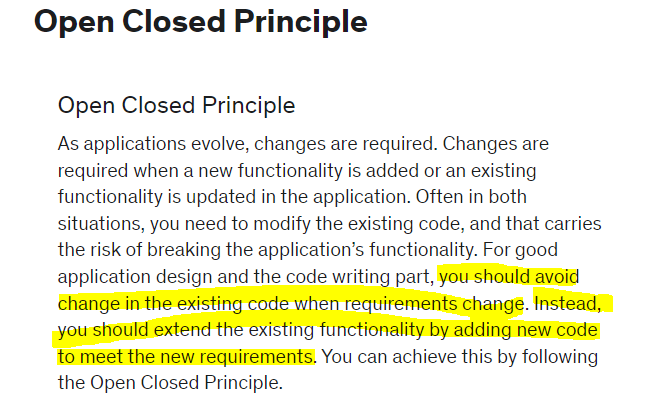 Open Closed Principle
Open Closed Principle
As applications evolve, changes are required. Changes are
required when a new functionality is added or an existing
functionality is updated in the application. Often in both
situations, you need to modify the existing code, and that carries
the risk of breaking the application’s functionality. For good
application design and the code writing part, you should avoid
change in the existing code when requirements change. Instead,
you should extend the existing functionality by adding new code
to meet the new requirements. You can achieve this by following
the Open Closed Principle.